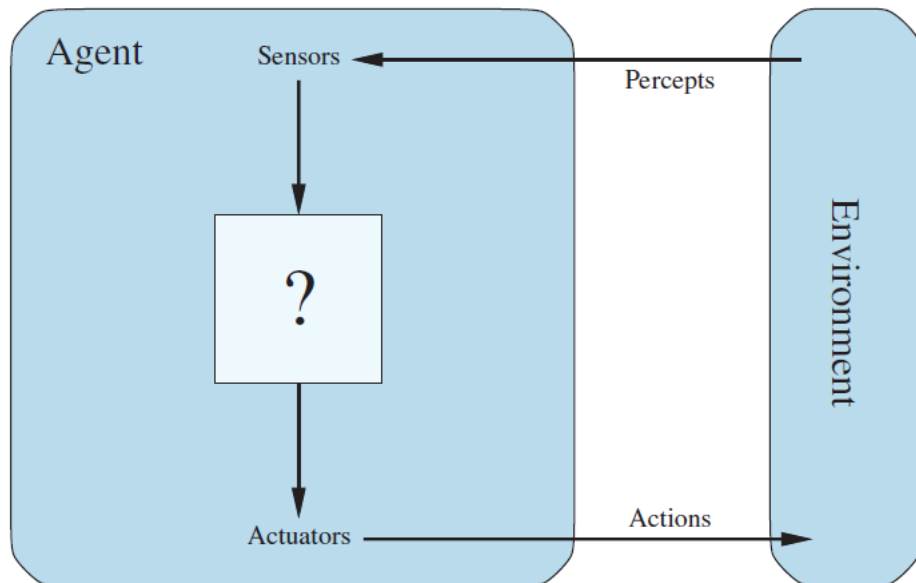 Agent
Sensors
Percepts
?
Environment
Actuators
Actions